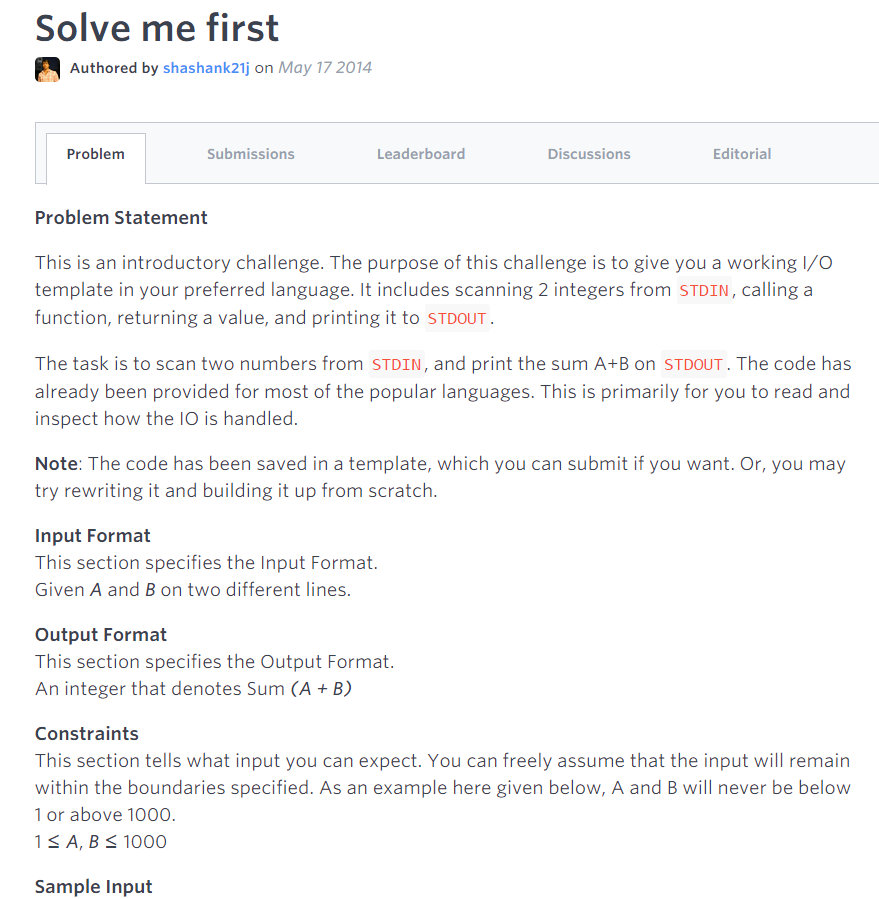 Solve me first
Authored by shashank21j on May 17 2014
Problem Submissions Leaderboard Discussions Editorial
Problem Statement
This is an introductory challenge. The purpose of this challenge is to give you a working I/O
template in your preferred language. It includes scanning 2 integers from STDIN, calling a
function, returning a value, and printing it to STDOUT.
The task is to scan two numbers from STDIN, and print the sum A+B on STDOUT. The code has
already been provided for most of the popular languages. This is primarily for you to read and
inspect how the IO is handled.
Note: The code has been saved in a template, which you can submit if you want. Or, you may
try rewriting it and building it up from scratch.
Input Format
This section specifies the Input Format.
Given A and B on two different lines.
Output Format
This section specifies the Output Format.
An integer that denotes Sum (A + B)
Constraints
This section tells what input you can expect. You can freely assume that the input will remain
within the boundaries specified. As an example here given below, A and B will never be below
1 or above 1000.
1 ≤ A, B ≤ 1000
Sample Input